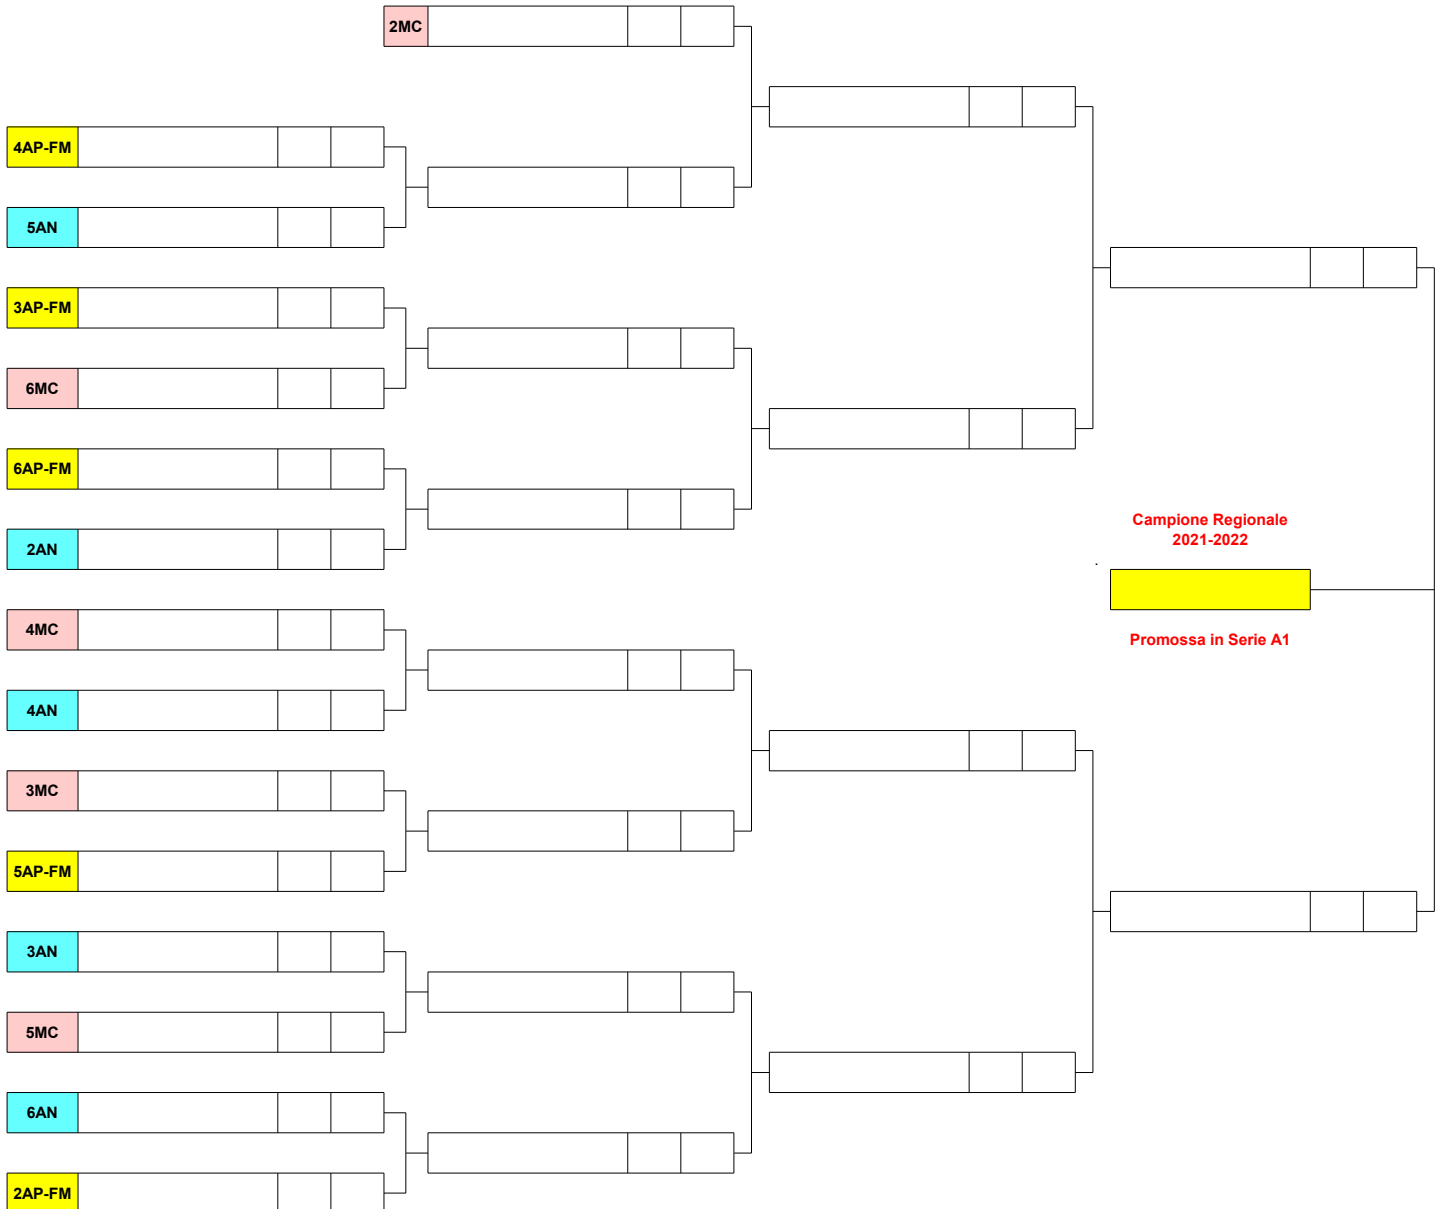 2MC
4AP-FM
5AN
3AP-FM
6MC
6AP-FM
2AN
Campione Regionale
2021-2022
.
4MC
Promossa in Serie A1
4AN
3MC
5AP-FM
3AN
5MC
6AN
2AP-FM